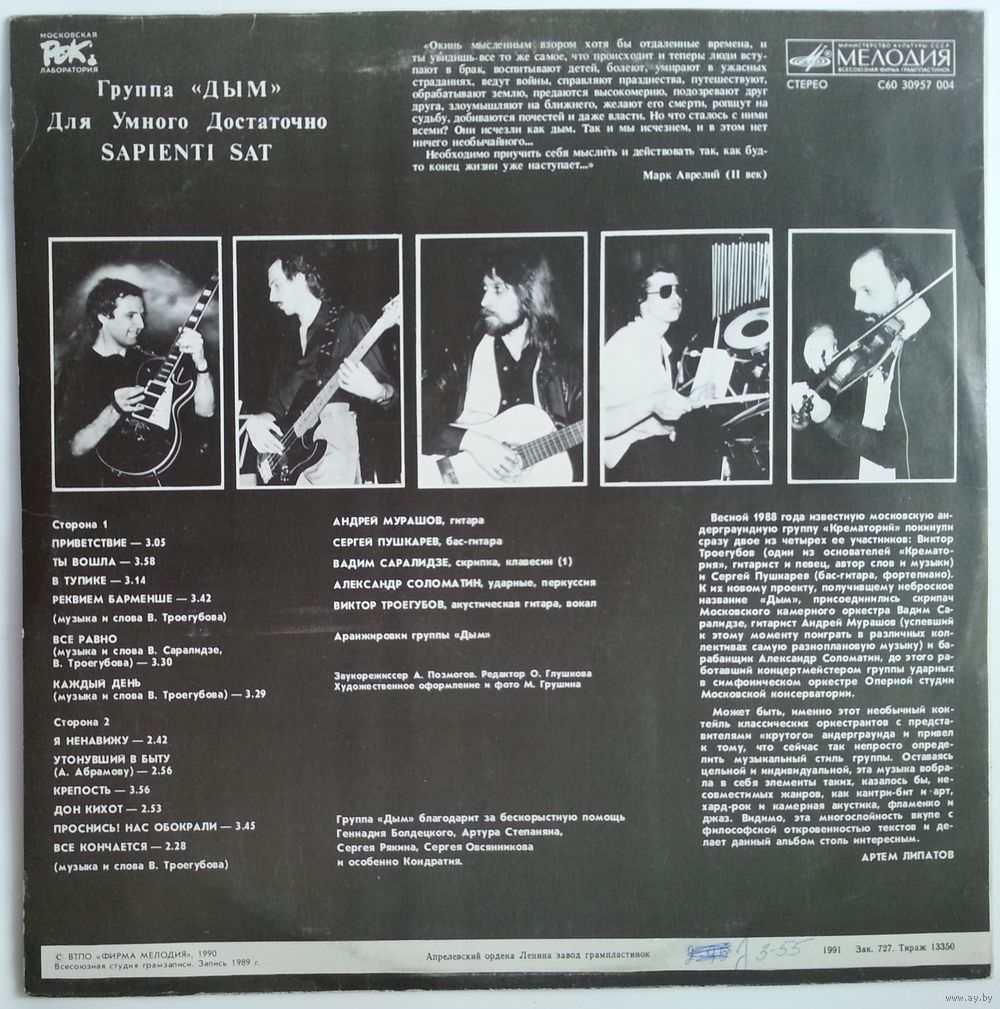 МОСКОВСКАЯ
РОК
ЛАБОРАТОРИЯ
Группа «ДЫМ»
Для Умного Достаточно
SAPIENTI SAT
«Окинь мысленным взором хотя бы отдаленные времена, и
ты увидишь все то же самое, что происходит и теперь: люди всту-
пают в брак, воспитывают детей, болеют, умирают в ужасных
страданиях, ведут войны, справляют празднества, путешествуют,
обрабатывают землю, предаются высокомерию, подозревают друг
друга, злоумышляют на ближнего, желают его смерти, ропщут на
судьбу, добиваются почестей и даже власти. Но что сталось с ними
всеми? Они исчезли как дым. Так и мы исчезнем, и в этом нет
ничего необычайного...
Необходимо приучить себя мыслить и действовать так, как буд-
то конец жизни уже наступает...»
Марк Аврелий (II век)
МИНИСТЕРСТВО КУЛЬТУРЫ СССР
МЕЛОДИЯ
ВСЕСОЮЗНАЯ ФИРМА ГРАМПЛАСТИНОК
СТЕРЕО С60 30957 004
Сторона 1
ПРИВЕТСТВИЕ — 3.05
ТЫ ВОШЛА — 3.58
В ТУПИКЕ — 3.14
РЕКВИЕМ БАРМЕНШЕ — 3.42
(музыка и слова В. Троегубова)
ВСЕ РАВНО
(музыка и слова В. Саралидзе,
В. Троегубова) — 3.30
КАЖДЫЙ ДЕНЬ
(музыка и слова В. Троегубова) — 3.29
Сторона 2
Я НЕНАВИЖУ — 2.42
УТОНУВШИЙ В БЫТУ
(А. Абрамову) — 2.56
КРЕПОСТЬ — 3.56
ДОН КИХОТ — 2.53
ПРОСНИСЬ! НАС ОБОКРАЛИ — 3.45
ВСЕ КОНЧАЕТСЯ — 2.28
(музыка и слова В. Троегубова)
АНДРЕЙ МУРАШОВ, гитара
СЕРГЕЙ ПУШКАРЕВ, бас-гитара
ВАДИМ САРАЛИДЗЕ, скрипка, клавесин (1)
АЛЕКСАНДР СОЛОМАТИН, ударные, перкуссия
ВИКТОР ТРОЕГУБОВ, акустическая гитара, вокал
Аранжировки группы «Дым»
Звукорежиссер А. Позмогов. Редактор О. Глушкова
Художественное оформление и фото М. Грушина
Группа «Дым» благодарит за бескорыстную помощь
Геннадия Болдецкого, Артура Степаняна,
Сергея Рякина, Сергея Овсянникова
и особенно Кондратия.
Весной 1988 года известную московскую ан-
дерграундную группу «Крематорий» покинули
сразу двое из четырех ее участников: Виктор
Троегубов (один из основателей «Кремато-
рия», гитарист и певец, автор слов и музыки)
и Сергей Пушкарев (бас-гитара, фортепиано).
К их новому проекту, получившему неброское
название «Дым», присоединились скрипач
Московского камерного оркестра Вадим Са-
ралидзе, гитарист Андрей Мурашов (успевший
к этому моменту поиграть в различных кол-
лективах самую разноплановую музыку) и ба-
рабанщик Александр Соломатин, до этого ра-
ботавший концертмейстером группы ударных
в симфоническом оркестре Оперной студии
Московской консерватории.
Может быть, именно этот необычный кок-
тейль классических оркестрантов с предста-
вителями «крутого» андерграунда и привел
к тому, что сейчас так непросто опреде-
лить музыкальный стиль группы. Оставаясь
цельной и индивидуальной, эта музыка вобра-
ла в себя элементы таких, казалось бы, не-
совместимых жанров, как кантри-бит и арт,
хард-рок и камерная акустика, фламенко и
джаз. Видимо, эта многослойность вкупе с
философской откровенностью текстов и де-
лает данный альбом столь интересным.
АРТЕМ ЛИПАТОВ
© ВТПО «ФИРМА МЕЛОДИЯ», 1990
Всесоюзная студия грамзаписи. Запись 1989 г.
Апрелевский ордена Ленина завод грампластинок
3-55
1991 Зак. 727. Тираж 13350
www.ay.by